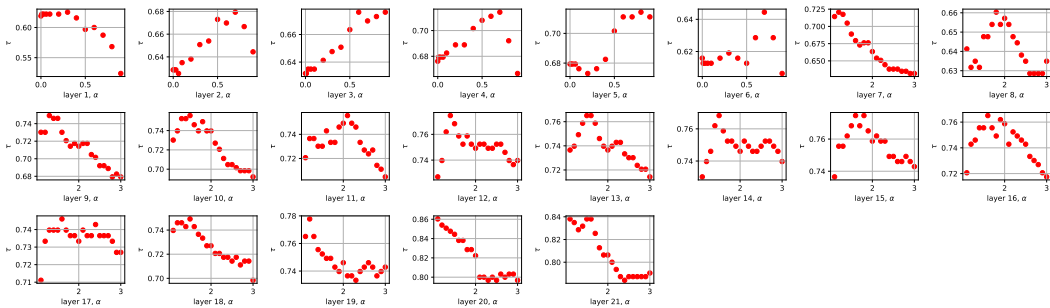 0.60
0.55
τ
0.0 0.5
layer 1, α
0.68
0.66
0.64
τ
0.0 0.5
layer 2, α
0.68
0.66
0.64
τ
0.0 0.5
layer 3, α
0.70
0.68
τ
0.0 0.5
layer 4, α
0.70
0.68
τ
0.0 0.5
layer 5, α
0.64
0.62
τ
0.0 0.5
layer 6, α
0.725
0.700
0.675
0.650
τ
2 3
layer 7, α
0.66
0.65
0.64
0.63
τ
2 3
layer 8, α
0.74
0.72
0.70
0.68
τ
2 3
layer 9, α
0.74
0.72
0.70
τ
2 3
layer 10, α
0.74
0.72
τ
2 3
layer 11, α
0.76
0.74
τ
2 3
layer 12, α
0.76
0.74
0.72
τ
2 3
layer 13, α
0.76
0.74
τ
2 3
layer 14, α
0.76
0.74
τ
2 3
layer 15, α
0.76
0.74
0.72
τ
2 3
layer 16, α
0.74
0.73
0.72
0.71
τ
2 3
layer 17, α
0.74
0.72
0.70
τ
2 3
layer 18, α
0.78
0.76
0.74
τ
2 3
layer 19, α
0.86
0.84
0.82
0.80
τ
2 3
layer 20, α
0.84
0.82
0.80
τ
2 3
layer 21, α